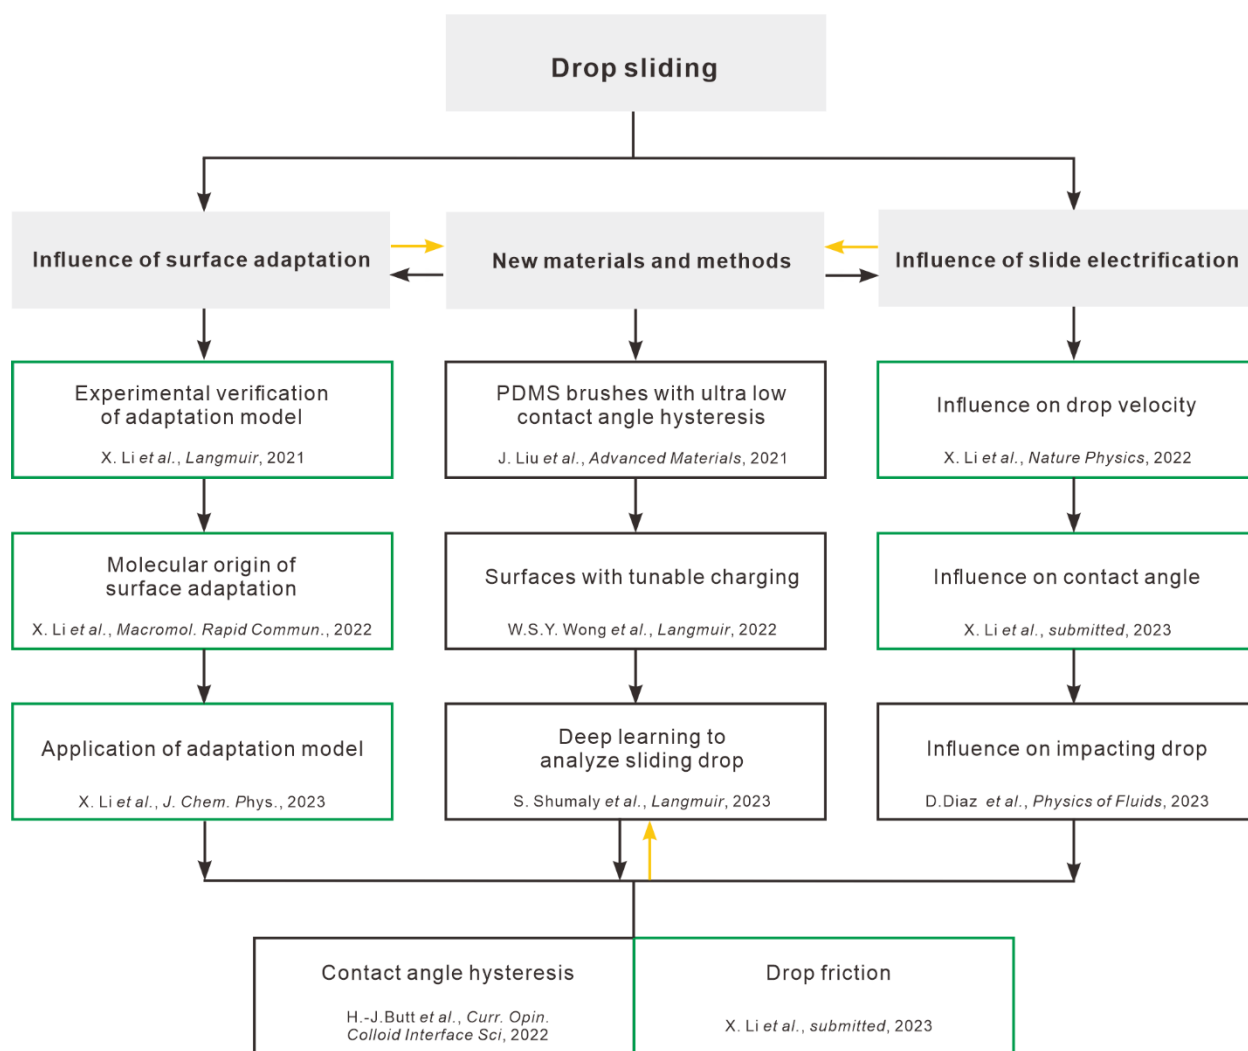 Drop sliding
Influence of surface adaptation
New materials and methods
Influence of slide electrification
Experimental verification
of adaptation model
X. Li et al., Langmuir, 2021
PDMS brushes with ultra low
contact angle hysteresis
J. Liu et al., Advanced Materials, 2021
Influence on drop velocity
X. Li et al., Nature Physics, 2022
Molecular origin of
surface adaptation
X. Li et al., Macromol. Rapid Commun., 2022
Surfaces with tunable charging
W.S.Y. Wong et al., Langmuir, 2022
Influence on contact angle
X. Li et al., submitted, 2023
Application of adaptation model
X. Li et al., J. Chem. Phys., 2023
Deep learning to
analyze sliding drop
S. Shumaly et al., Langmuir, 2023
Influence on impacting drop
D.Diaz et al., Physics of Fluids, 2023
Contact angle hysteresis
H.-J.Butt et al., Curr. Opin.
Colloid Interface Sci, 2022
Drop friction
X. Li et al., submitted, 2023